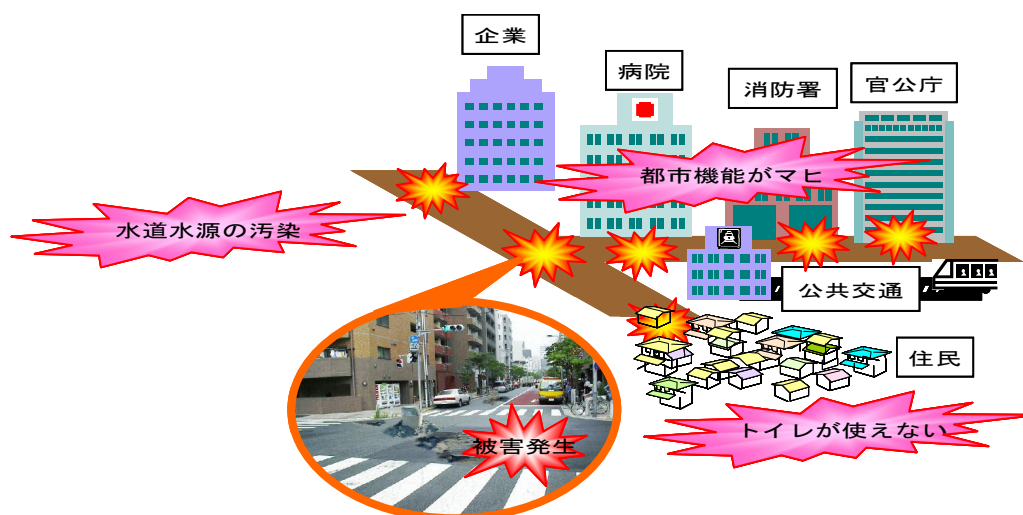 企業
病院
消防署
官公庁
都市機能がマヒ
水道水源の汚染
公共交通
住民
トイレが使えない
被害発生